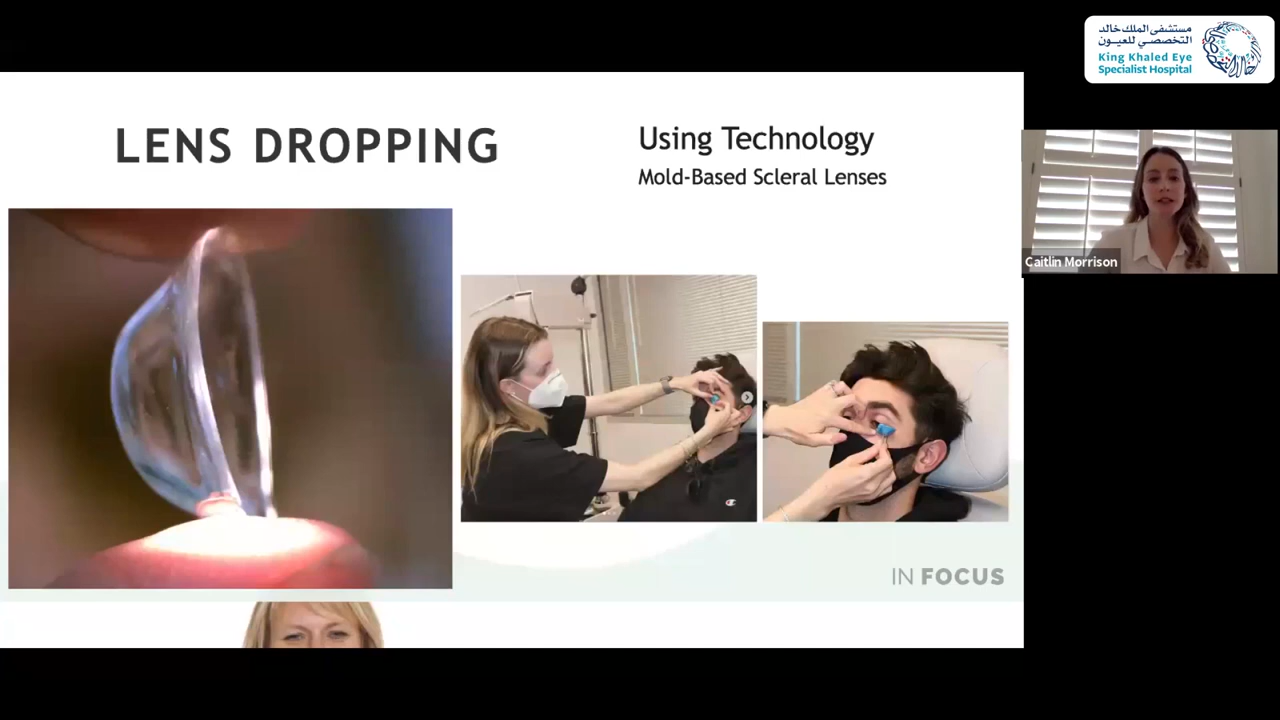 مستشفى الملك خالد
التخصصي للعيون
King Khaled Eye
Specialist Hospital
LENS DROPPING
Using Technology
Mold-Based Scleral Lenses
Caitlin Morrison
IN FOCUS